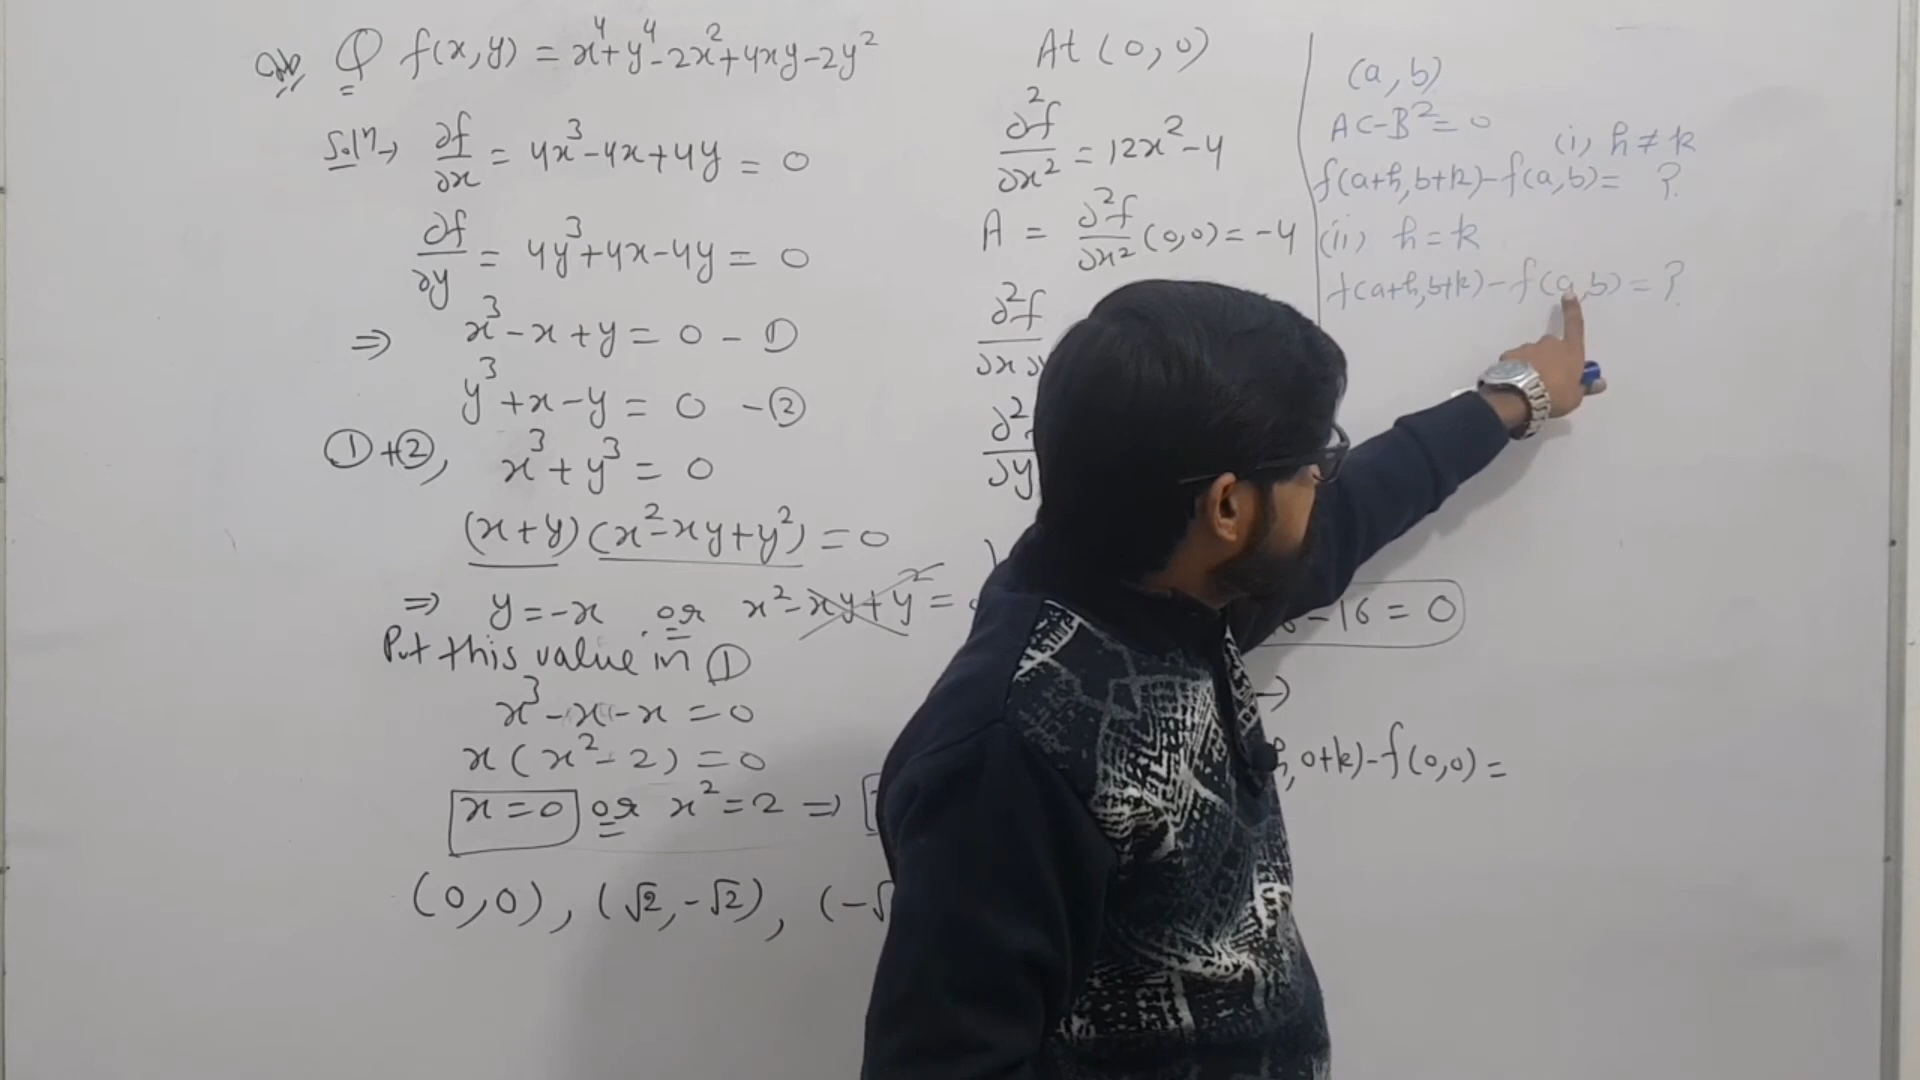 Q f(x, y) = x⁴+y⁴-2x²+4xy-2y²
Solⁿ→ ∂f/∂x = 4x³-4x+4y = 0
∂f/∂y = 4y³+4x-4y = 0
⇒ x³-x+y = 0 - ①
y³+x-y = 0 - ②
①+②, x³+y³ = 0
(x+y)(x²-xy+y²) = 0
⇒ y=-x or x²-xy+y² =
Put this value in ①
x³-x-x = 0
x(x²-2) = 0
x=0 or x²=2 ⇒
(0,0), (√2,-√2), (-√
At (0,0)
∂²f/∂x² = 12x²-4
A = ∂²f/∂x² (0,0) = -4
∂²f
∂x
∂²
∂y
-16 = 0
→
, 0+k)-f(0,0) =
(a, b)
AC-B² = 0
(i) h ≠ k
f(a+h, b+k)-f(a,b) = ?
(ii) h = k
f(a+h, b+k)-f(a,b) = ?